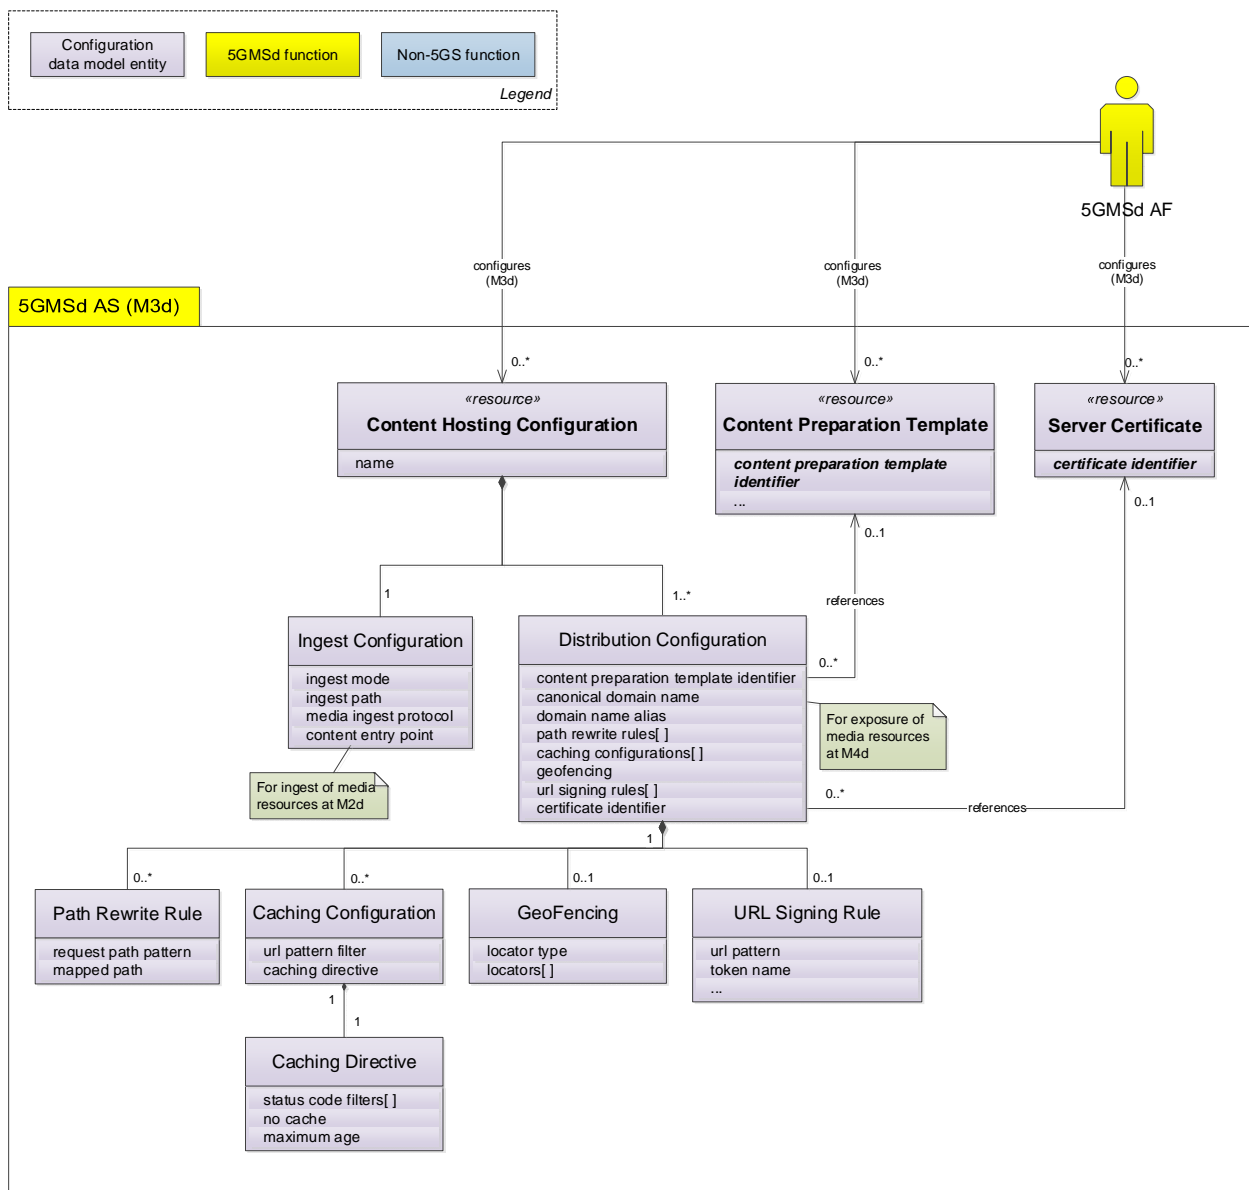 Configuration
data model entity
5GMSd function
Non-5GS function
Legend
5GMSd AF
configures
(M3d)
configures
(M3d)
configures
(M3d)
5GMSd AS (M3d)
0..*
0..*
0..*
«resource»
Content Hosting Configuration
name
«resource»
Content Preparation Template
content preparation template
identifier
...
«resource»
Server Certificate
certificate identifier
0..1
0..1
1
1..*
references
Ingest Configuration
ingest mode
ingest path
media ingest protocol
content entry point
For ingest of media
resources at M2d
Distribution Configuration
content preparation template identifier
canonical domain name
domain name alias
path rewrite rules[ ]
caching configurations[ ]
geofencing
url signing rules[ ]
certificate identifier
0..*
For exposure of
media resources
at M4d
0..*
references
1
0..*
0..*
0..1
0..1
Path Rewrite Rule
request path pattern
mapped path
Caching Configuration
url pattern filter
caching directive
GeoFencing
locator type
locators[ ]
URL Signing Rule
url pattern
token name
...
1
1
Caching Directive
status code filters[ ]
no cache
maximum age